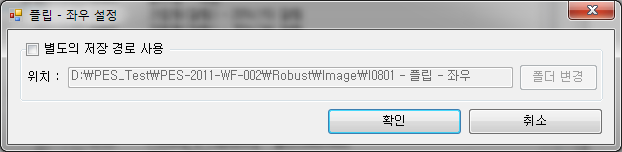 플립 - 좌우 설정
별도의 저장 경로 사용
위치 : D:₩PES_Test₩PES-2011-WF-002₩Robust₩Image₩I0801 - 플립 - 좌우 폴더 변경
확인 취소